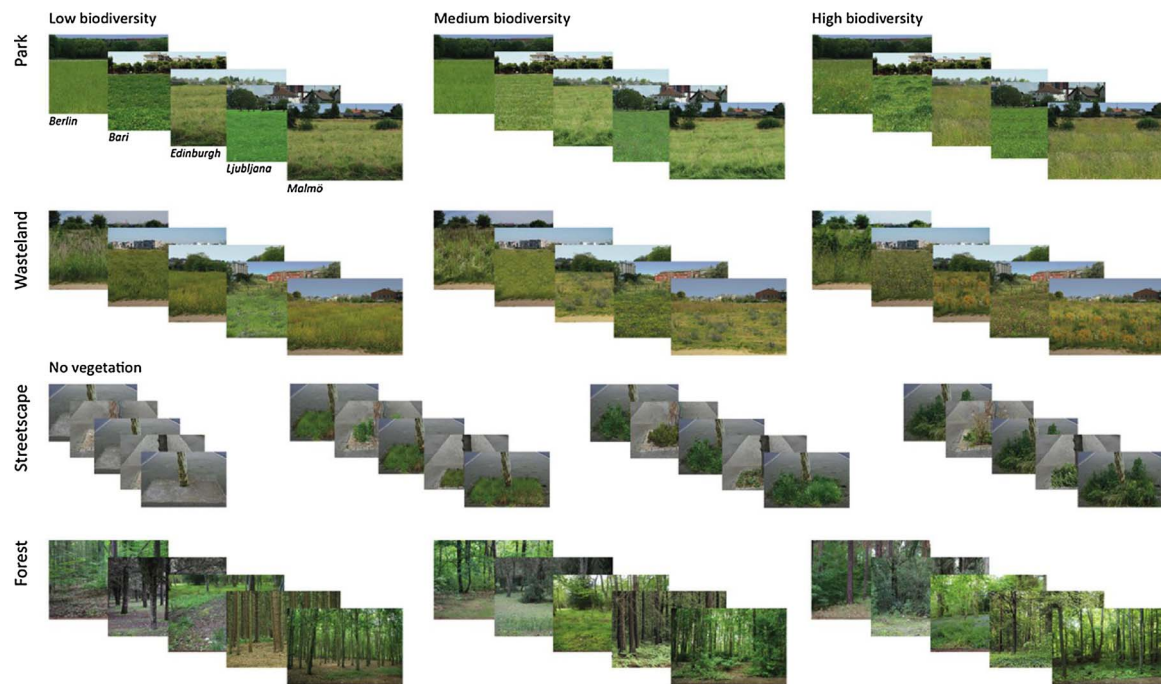 Low biodiversity
Medium biodiversity
High biodiversity
Park
Berlin
Bari
Edinburgh
Ljubljana
Malmö
Wasteland
No vegetation
Streetscape
Forest